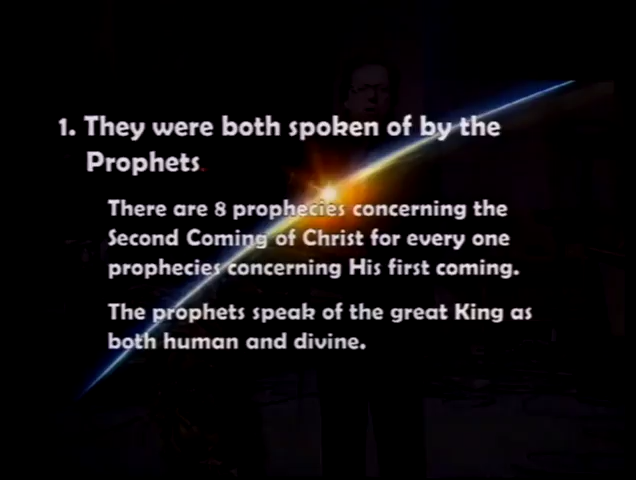 1. They were both spoken of by the
Prophets.
There are 8 prophecies concerning the
Second Coming of Christ for every one
prophecies concerning His first coming.
The prophets speak of the great King as
both human and divine.